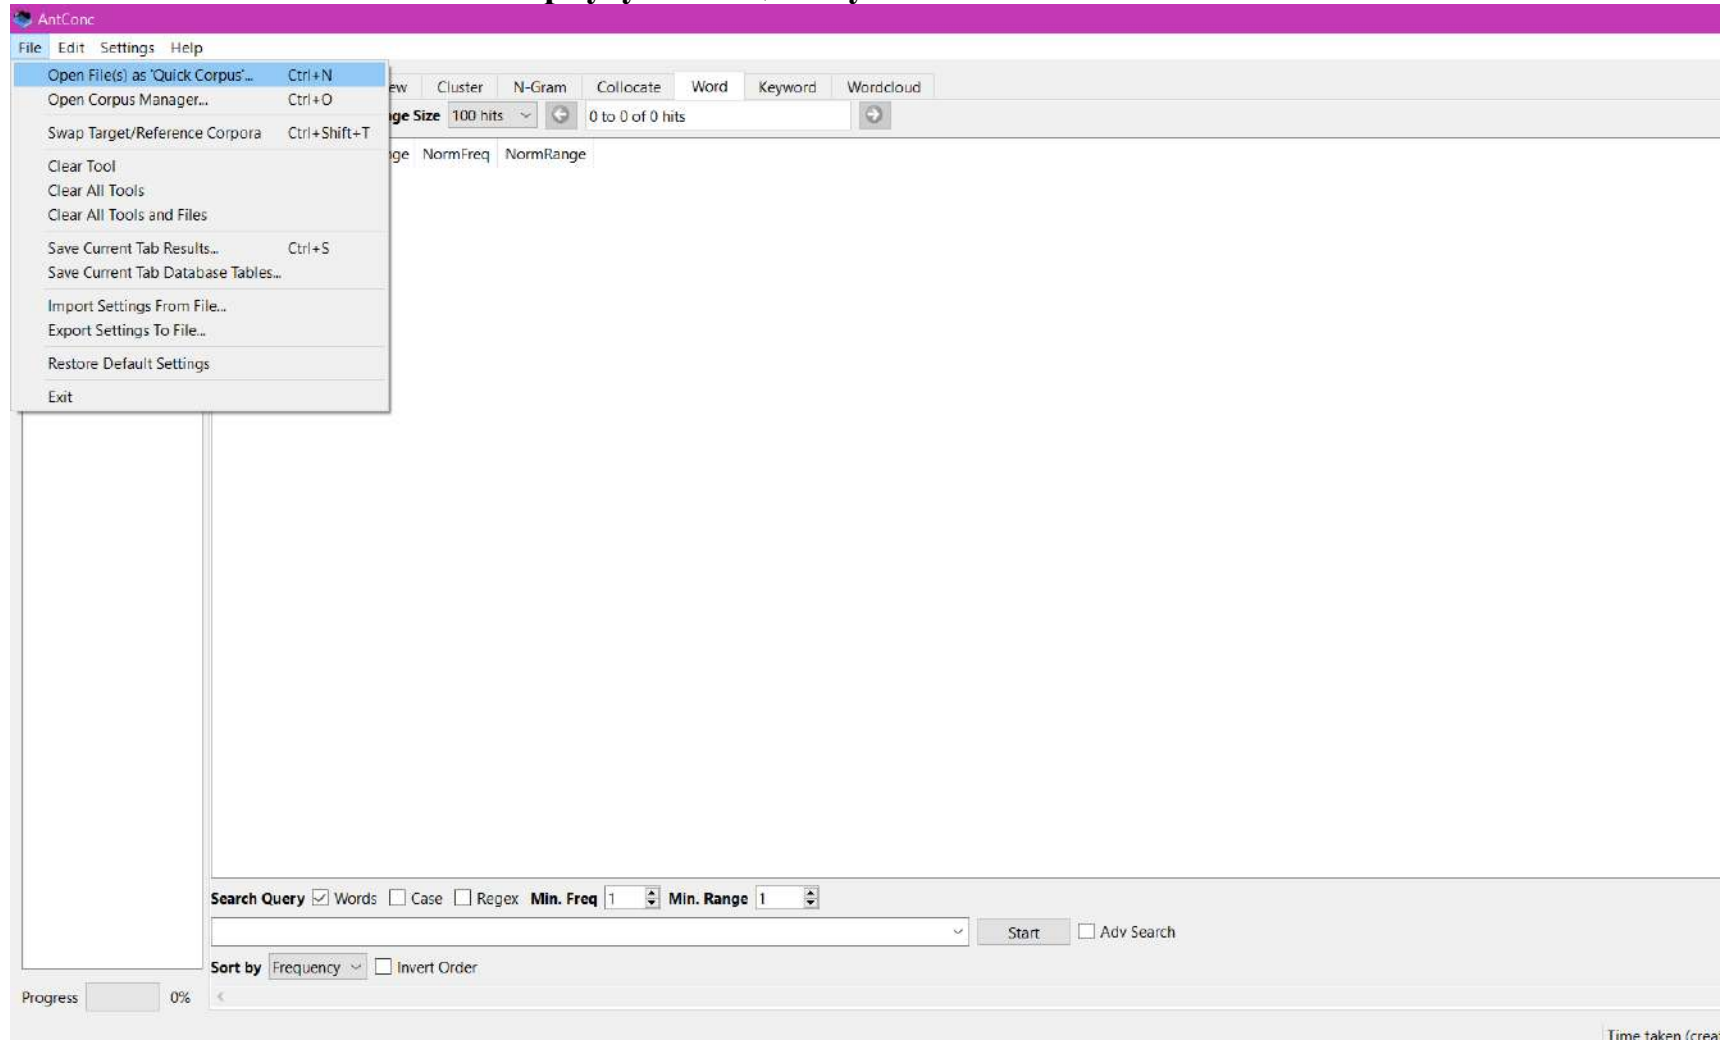 AntConc
File Edit Settings Help
Open File(s) as 'Quick Corpus'... Ctrl+N
Open Corpus Manager... Ctrl+O
Swap Target/Reference Corpora Ctrl+Shift+T
Clear Tool
Clear All Tools
Clear All Tools and Files
Save Current Tab Results... Ctrl+S
Save Current Tab Database Tables...
Import Settings From File...
Export Settings To File...
Restore Default Settings
Exit
ew Cluster N-Gram Collocate Word Keyword Wordcloud
ge Size 100 hits 0 to 0 of 0 hits
ge NormFreq NormRange
Search Query Words Case Regex Min. Freq 1 Min. Range 1
Start Adv Search
Sort by Frequency Invert Order
Progress 0%
Time taken (crea